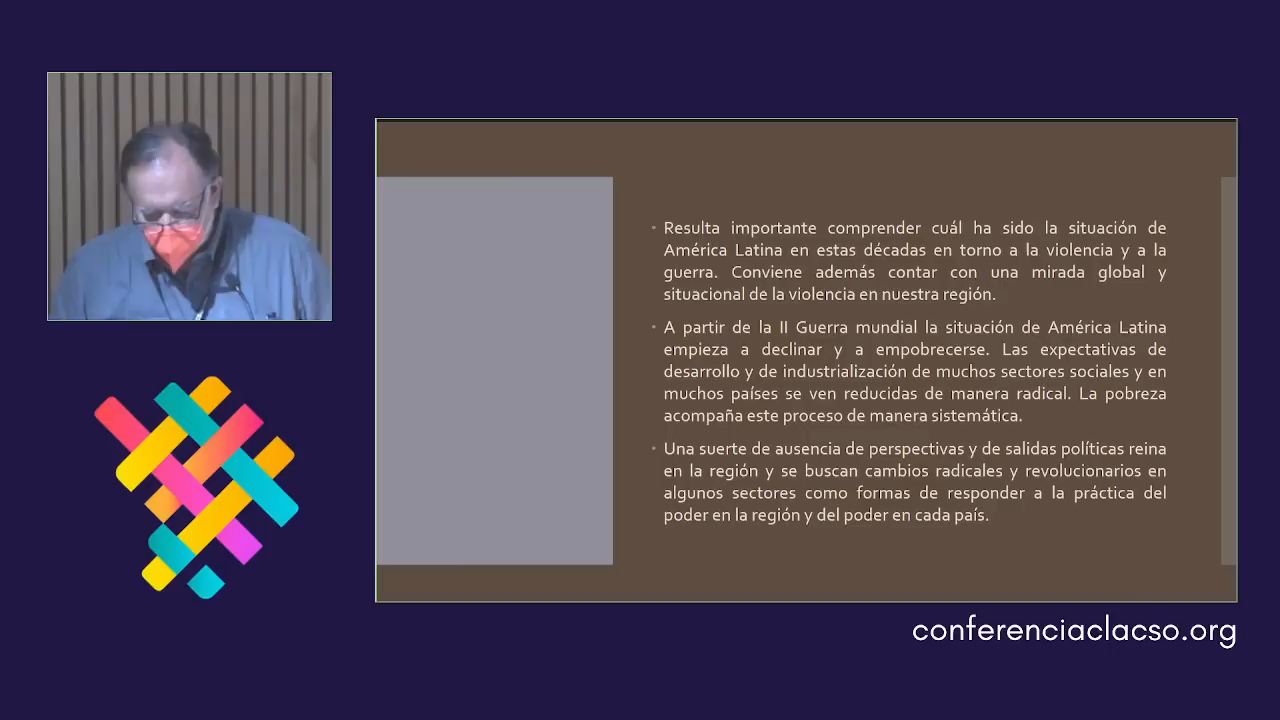 Resulta importante comprender cuál ha sido la situación de
América Latina en estas décadas en torno a la violencia y a la
guerra. Conviene además contar con una mirada global y
situacional de la violencia en nuestra región.
A partir de la II Guerra mundial la situación de América Latina
empieza a declinar y a empobrecerse. Las expectativas de
desarrollo y de industrialización de muchos sectores sociales y en
muchos países se ven reducidas de manera radical. La pobreza
acompaña este proceso de manera sistemática.
Una suerte de ausencia de perspectivas y de salidas políticas reina
en la región y se buscan cambios radicales y revolucionarios en
algunos sectores como formas de responder a la práctica del
poder en la región y del poder en cada país.
conferenciaclacso.org